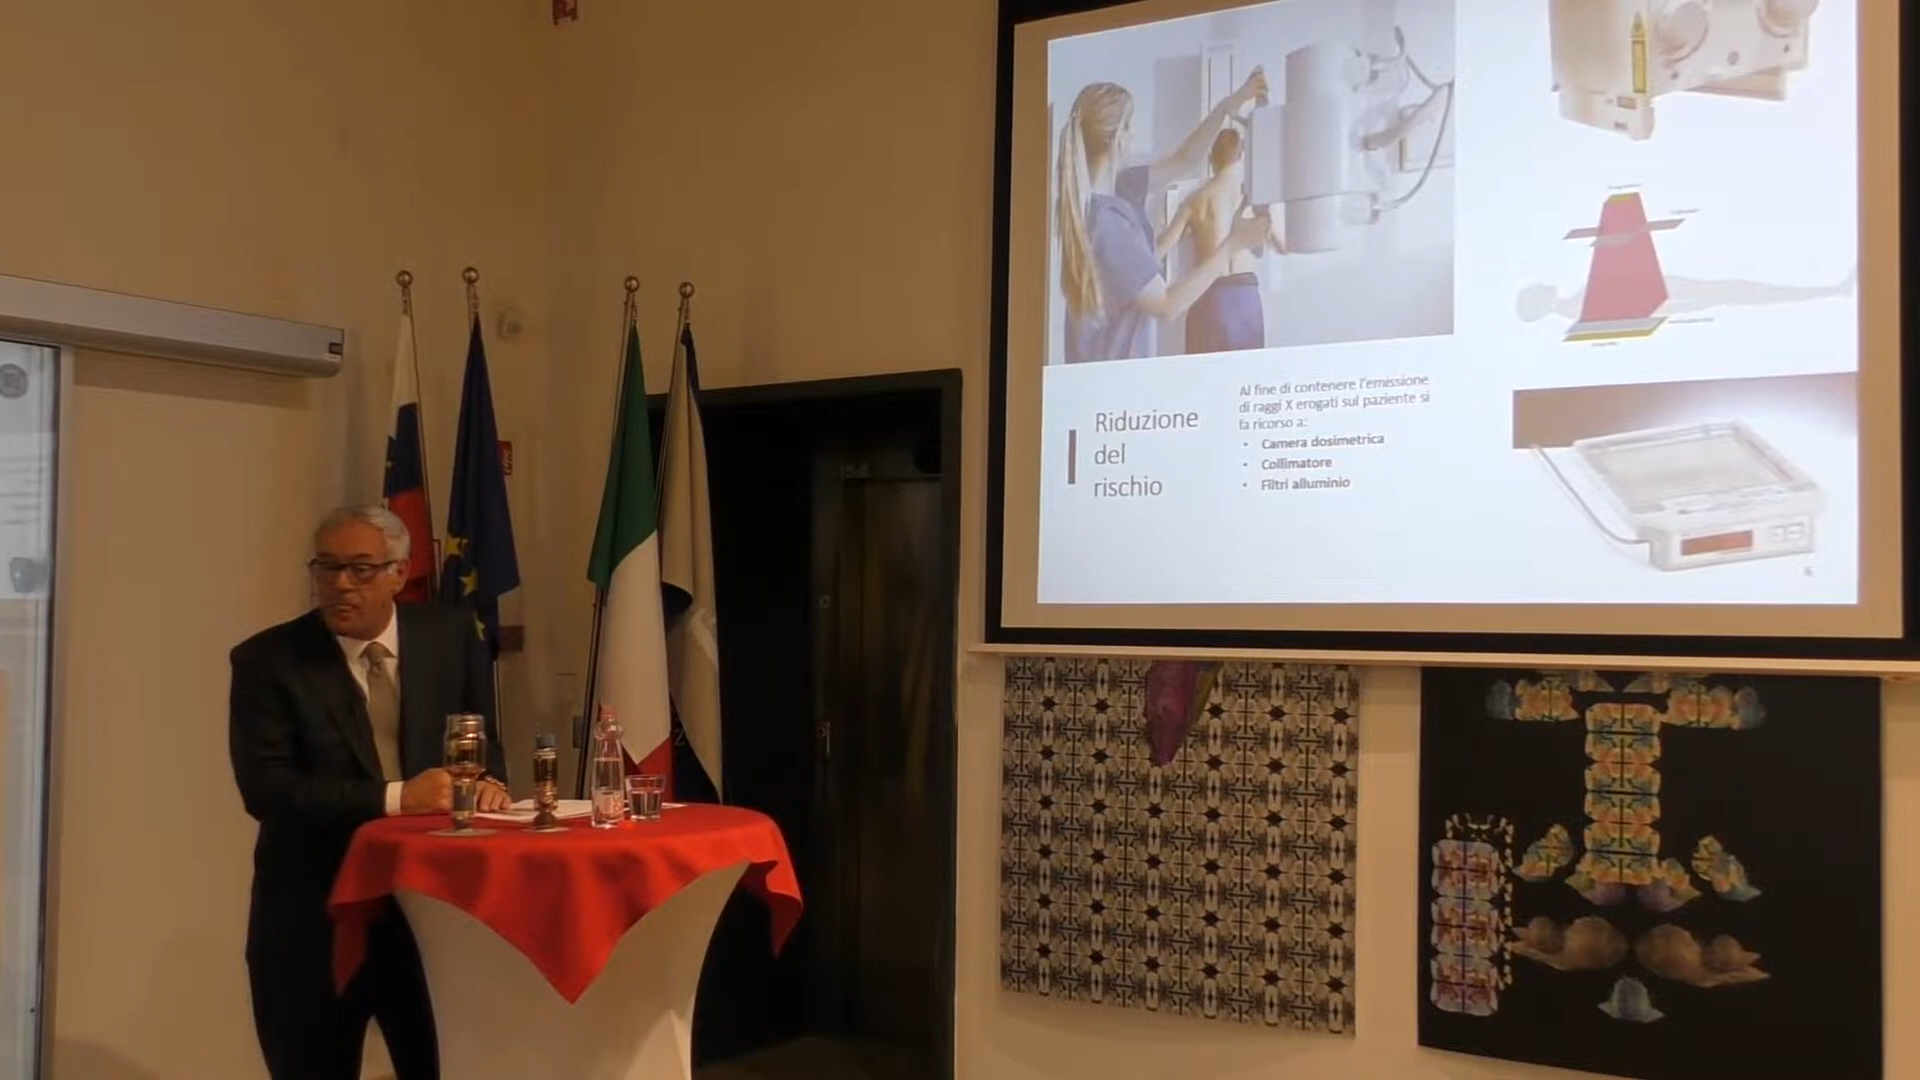 Riduzione
del
rischio
Al fine di contenere l'emissione
di raggi X erogati sul paziente si
fa ricorso a:
• Camera dosimetrica
• Collimatore
• Filtri alluminio
6